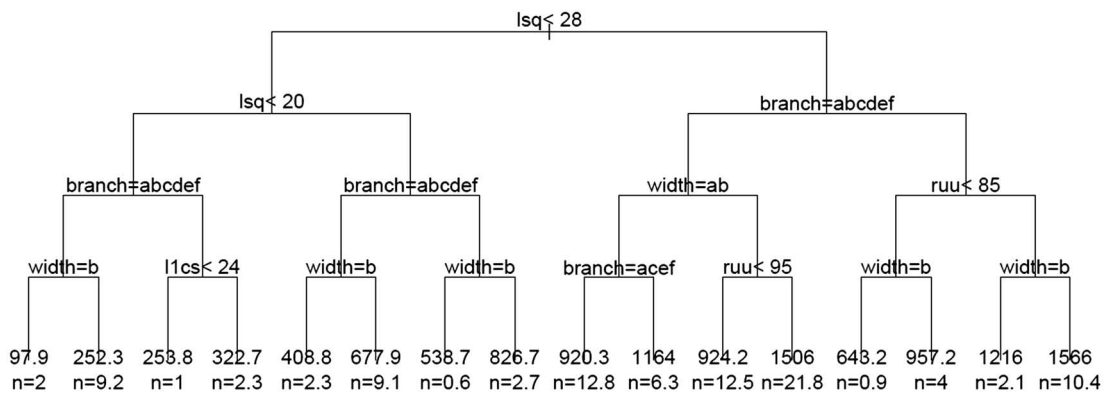 lsq< 28
lsq< 20 branch=abcdef
branch=abcdef branch=abcdef width=ab ruu< 85
width=b l1cs< 24 width=b width=b branch=acef ruu< 95 width=b width=b
97.9 252.3 253.8 322.7 408.8 677.9 538.7 826.7 920.3 1164 924.2 1506 643.2 957.2 1216 1566
n=2 n=9.2 n=1 n=2.3 n=2.3 n=9.1 n=0.6 n=2.7 n=12.8 n=6.3 n=12.5 n=21.8 n=0.9 n=4 n=2.1 n=10.4